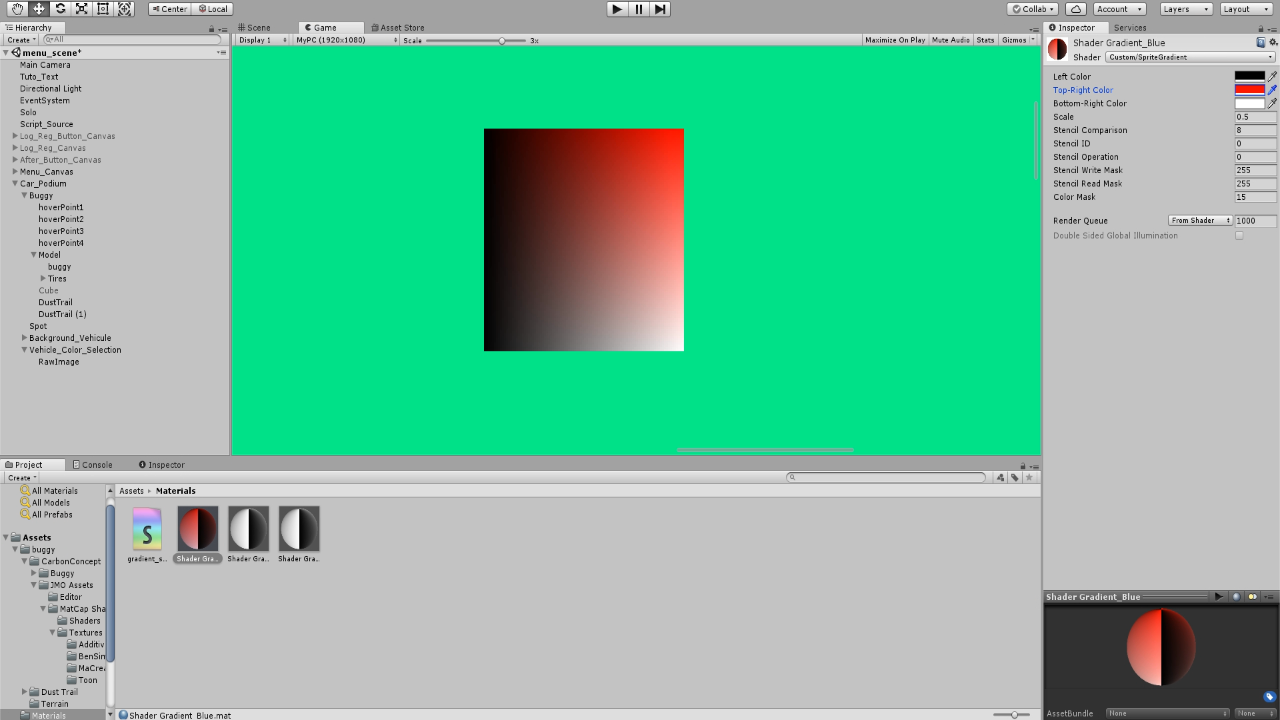 Center Local Collab Account Layers Layout
Hierarchy Scene Game Asset Store Inspector Services
Create All Display 1 MyPC (1920x1080) Scale 3x Maximize On Play Mute Audio Stats Gizmos
menu_scene*
Main Camera
Tuto_Text
Directional Light
EventSystem
Solo
Script_Source
Log_Reg_Button_Canvas
Log_Reg_Canvas
After_Button_Canvas
Menu_Canvas
Car_Podium
Buggy
hoverPoint1
hoverPoint2
hoverPoint3
hoverPoint4
Model
buggy
Tires
Cube
DustTrail
DustTrail (1)
Spot
Background_Vehicule
Vehicle_Color_Selection
RawImage
Shader Gradient_Blue
Shader Custom/SpriteGradient
Left Color
Top-Right Color
Bottom-Right Color
Scale 0.5
Stencil Comparison 8
Stencil ID 0
Stencil Operation 0
Stencil Write Mask 255
Stencil Read Mask 255
Color Mask 15
Render Queue From Shader 1000
Double Sided Global Illumination
Project Console Inspector
Create
All Materials
All Models
All Prefabs
Assets
buggy
CarbonConcept
Buggy
JMO Assets
Editor
MatCap Sha
Shaders
Textures
Additiv
BenSin
MaCrea
Toon
Dust Trail
Terrain
Materials
Assets Materials
S
gradient_s... Shader Gra... Shader Gra... Shader Gra...
Shader Gradient_Blue.mat
Shader Gradient_Blue
AssetBundle None None